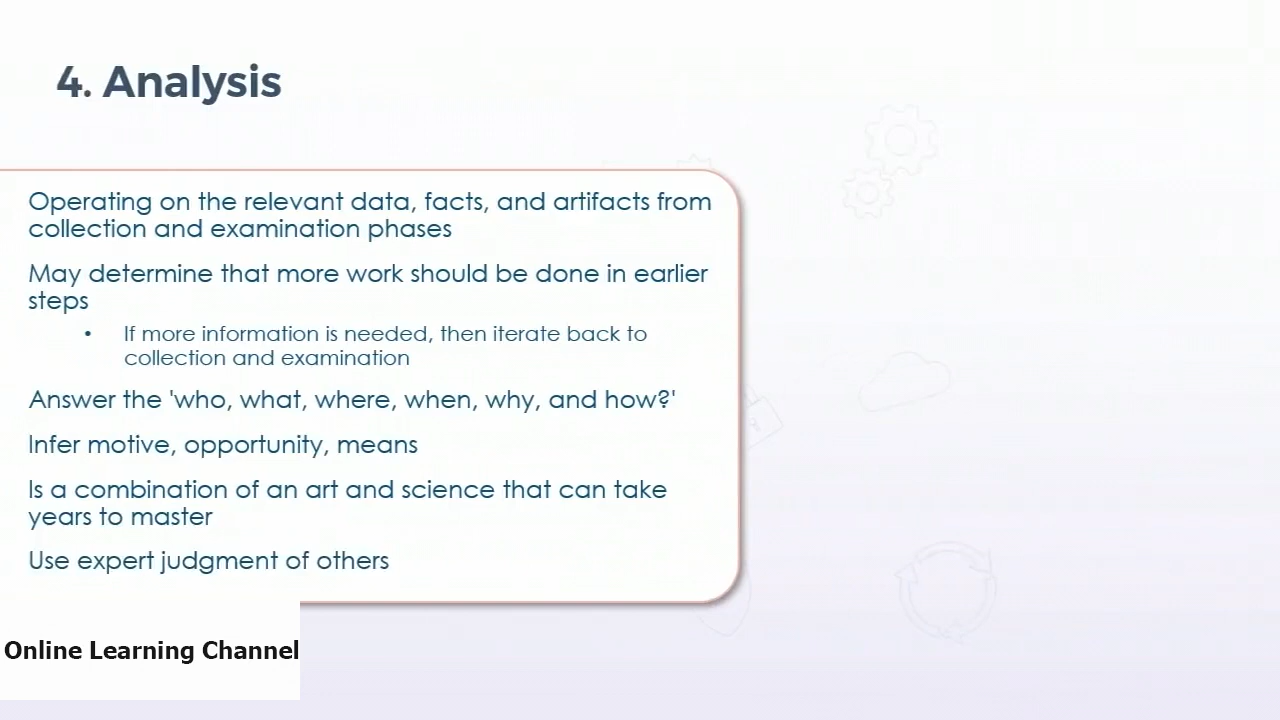 4. Analysis
Operating on the relevant data, facts, and artifacts from
collection and examination phases
May determine that more work should be done in earlier
steps
• If more information is needed, then iterate back to
collection and examination
Answer the 'who, what, where, when, why, and how?'
Infer motive, opportunity, means
Is a combination of an art and science that can take
years to master
Use expert judgment of others
Online Learning Channel